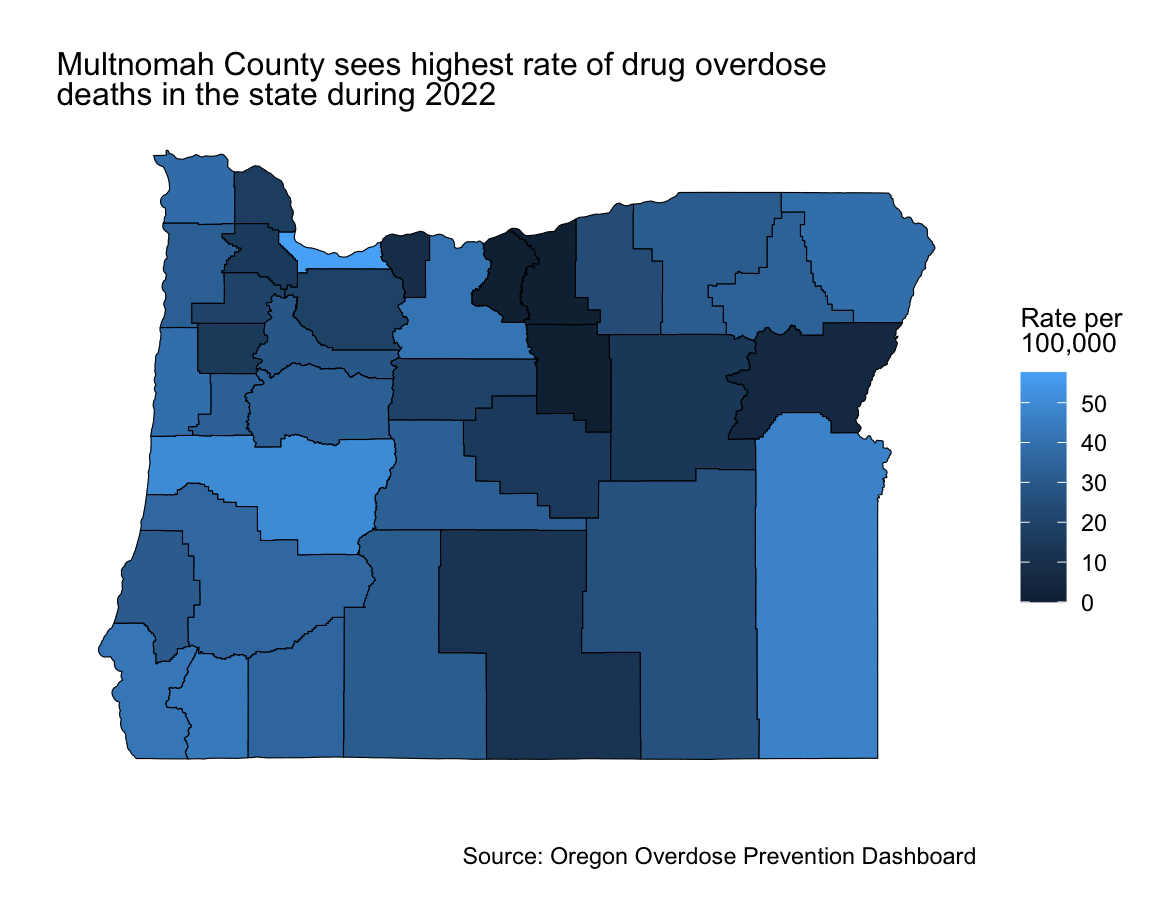 Multnomah County sees highest rate of drug overdose
deaths in the state during 2022
Rate per
100,000
50
40
30
20
10
0
Source: Oregon Overdose Prevention Dashboard